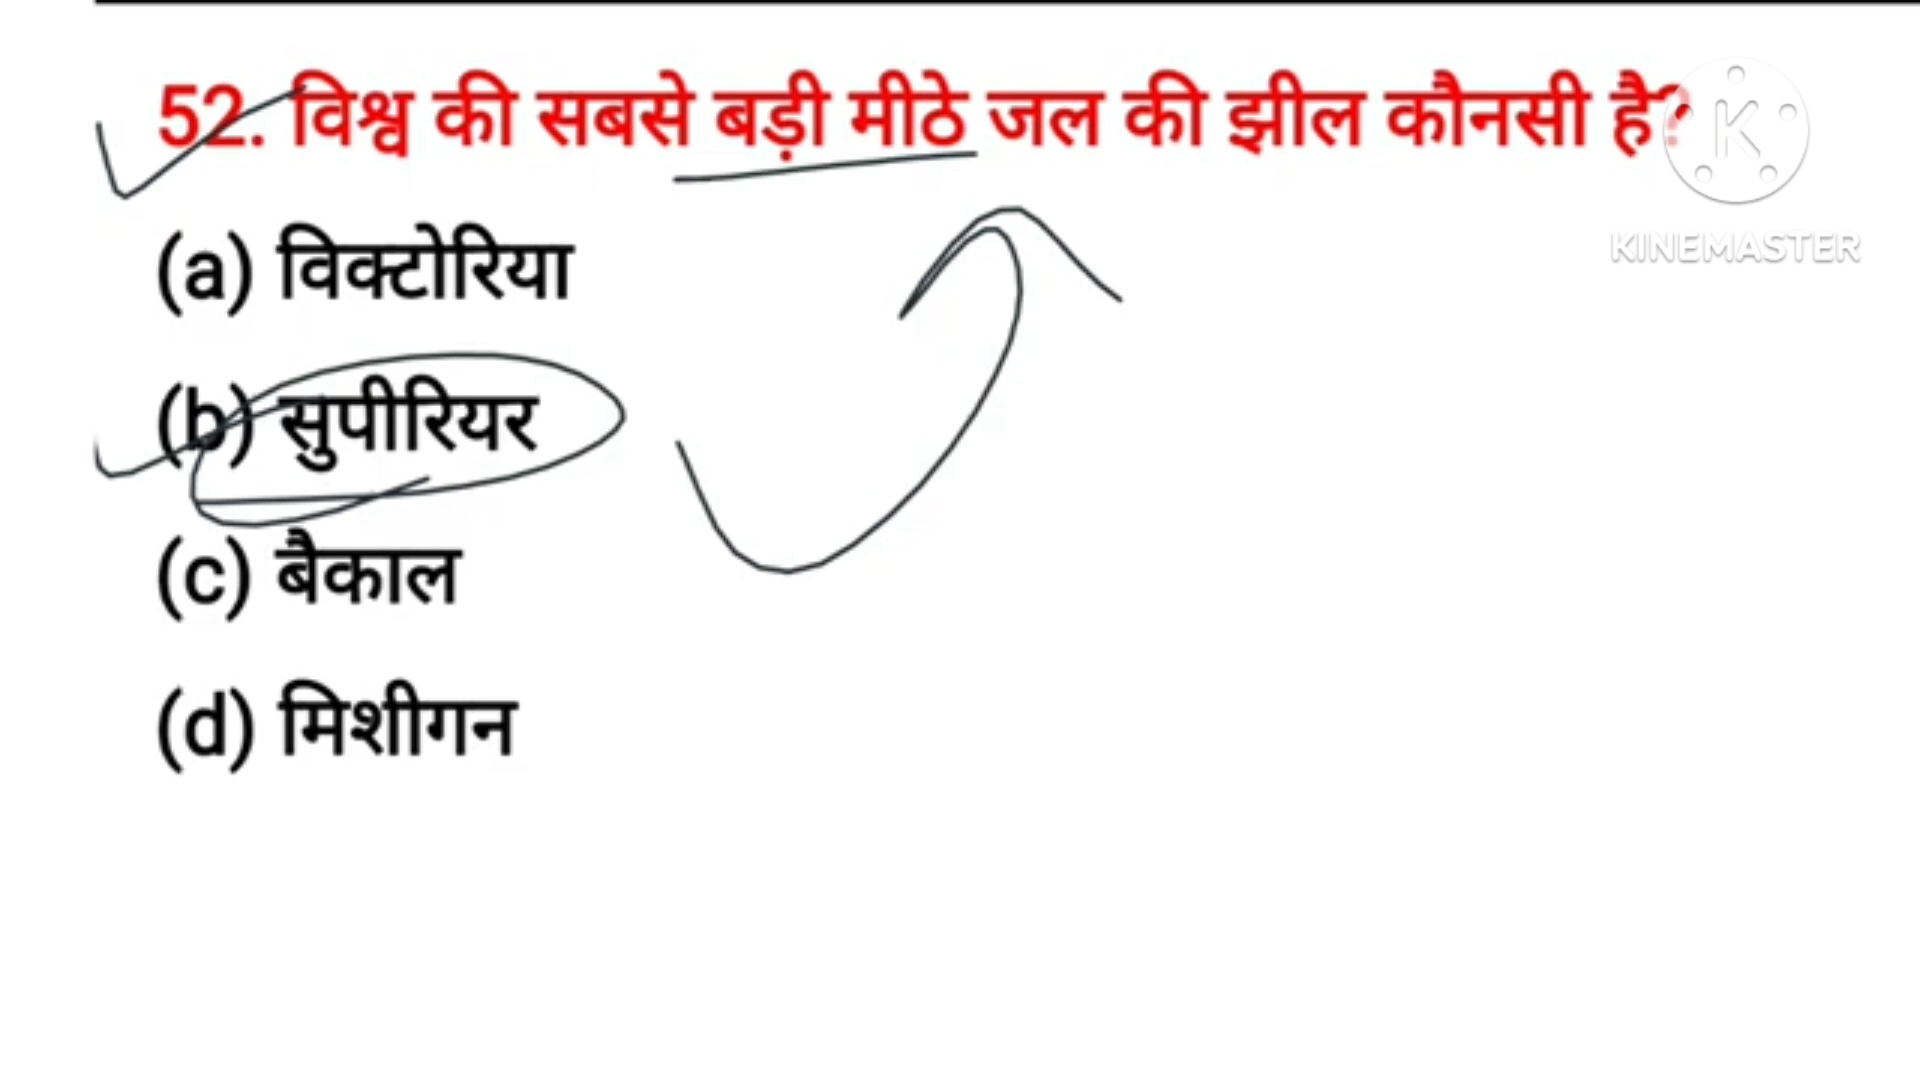 52. विश्व की सबसे बड़ी मीठे जल की झील कौनसी है?
K
KINEMASTER
(a) विक्टोरिया
(b) सुपीरियर
(c) बैकाल
(d) मिशीगन